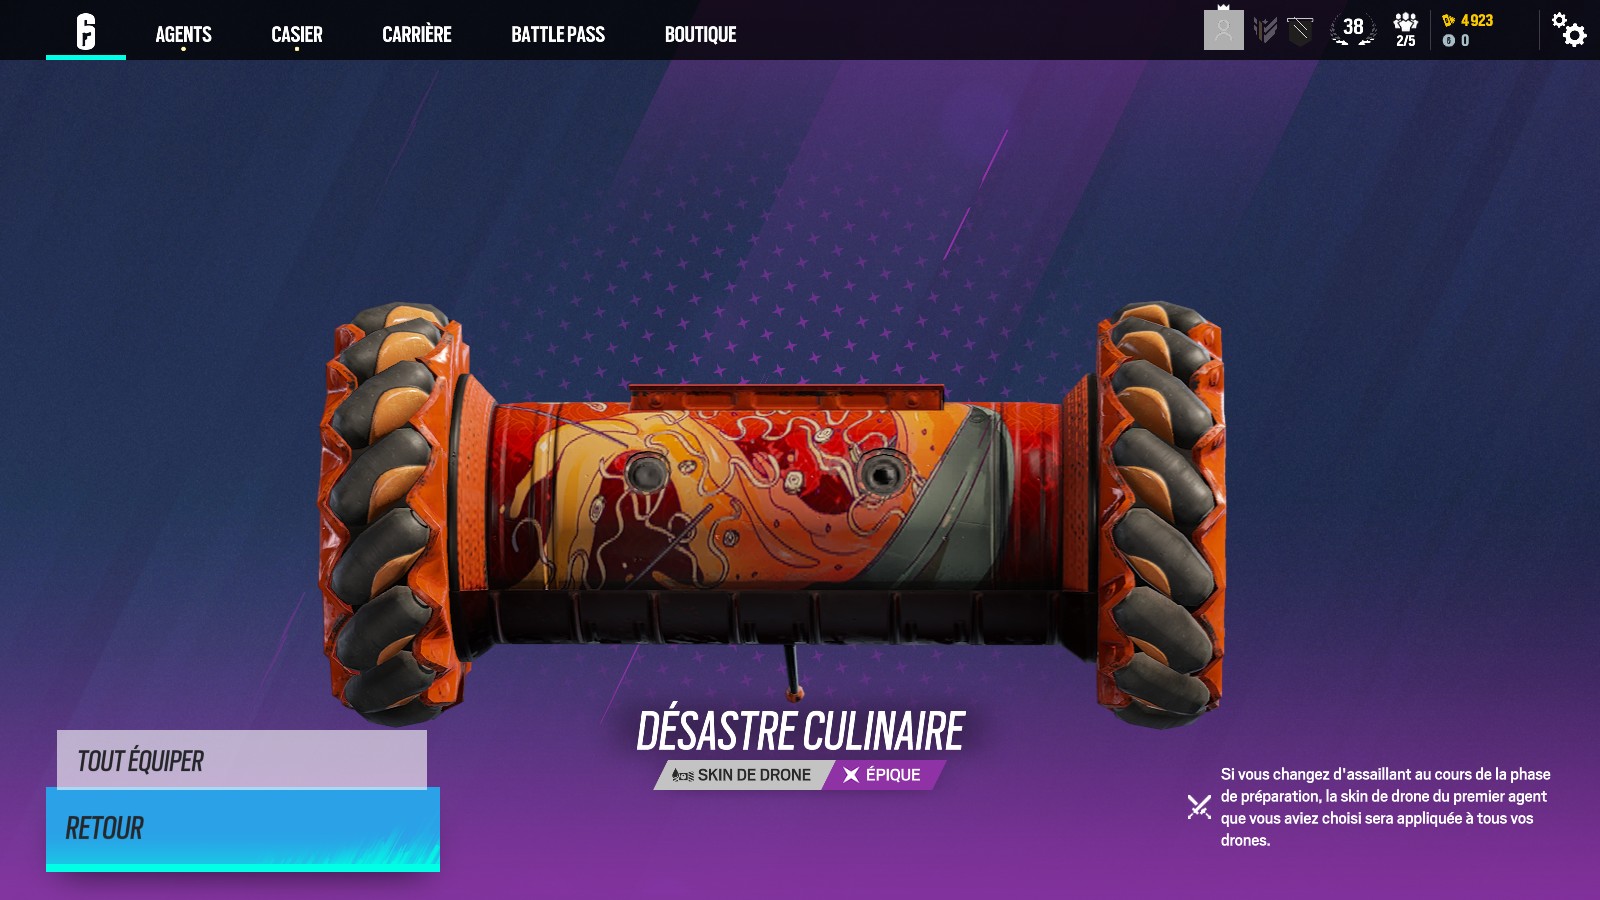 AGENTS
CASIER
CARRIÈRE
BATTLE PASS
BOUTIQUE
38
2/5
4 923
0
DÉSASTRE CULINAIRE
SKIN DE DRONE
ÉPIQUE
TOUT ÉQUIPER
RETOUR
Si vous changez d'assaillant au cours de la phase
de préparation, la skin de drone du premier agent
que vous aviez choisi sera appliquée à tous vos
drones.